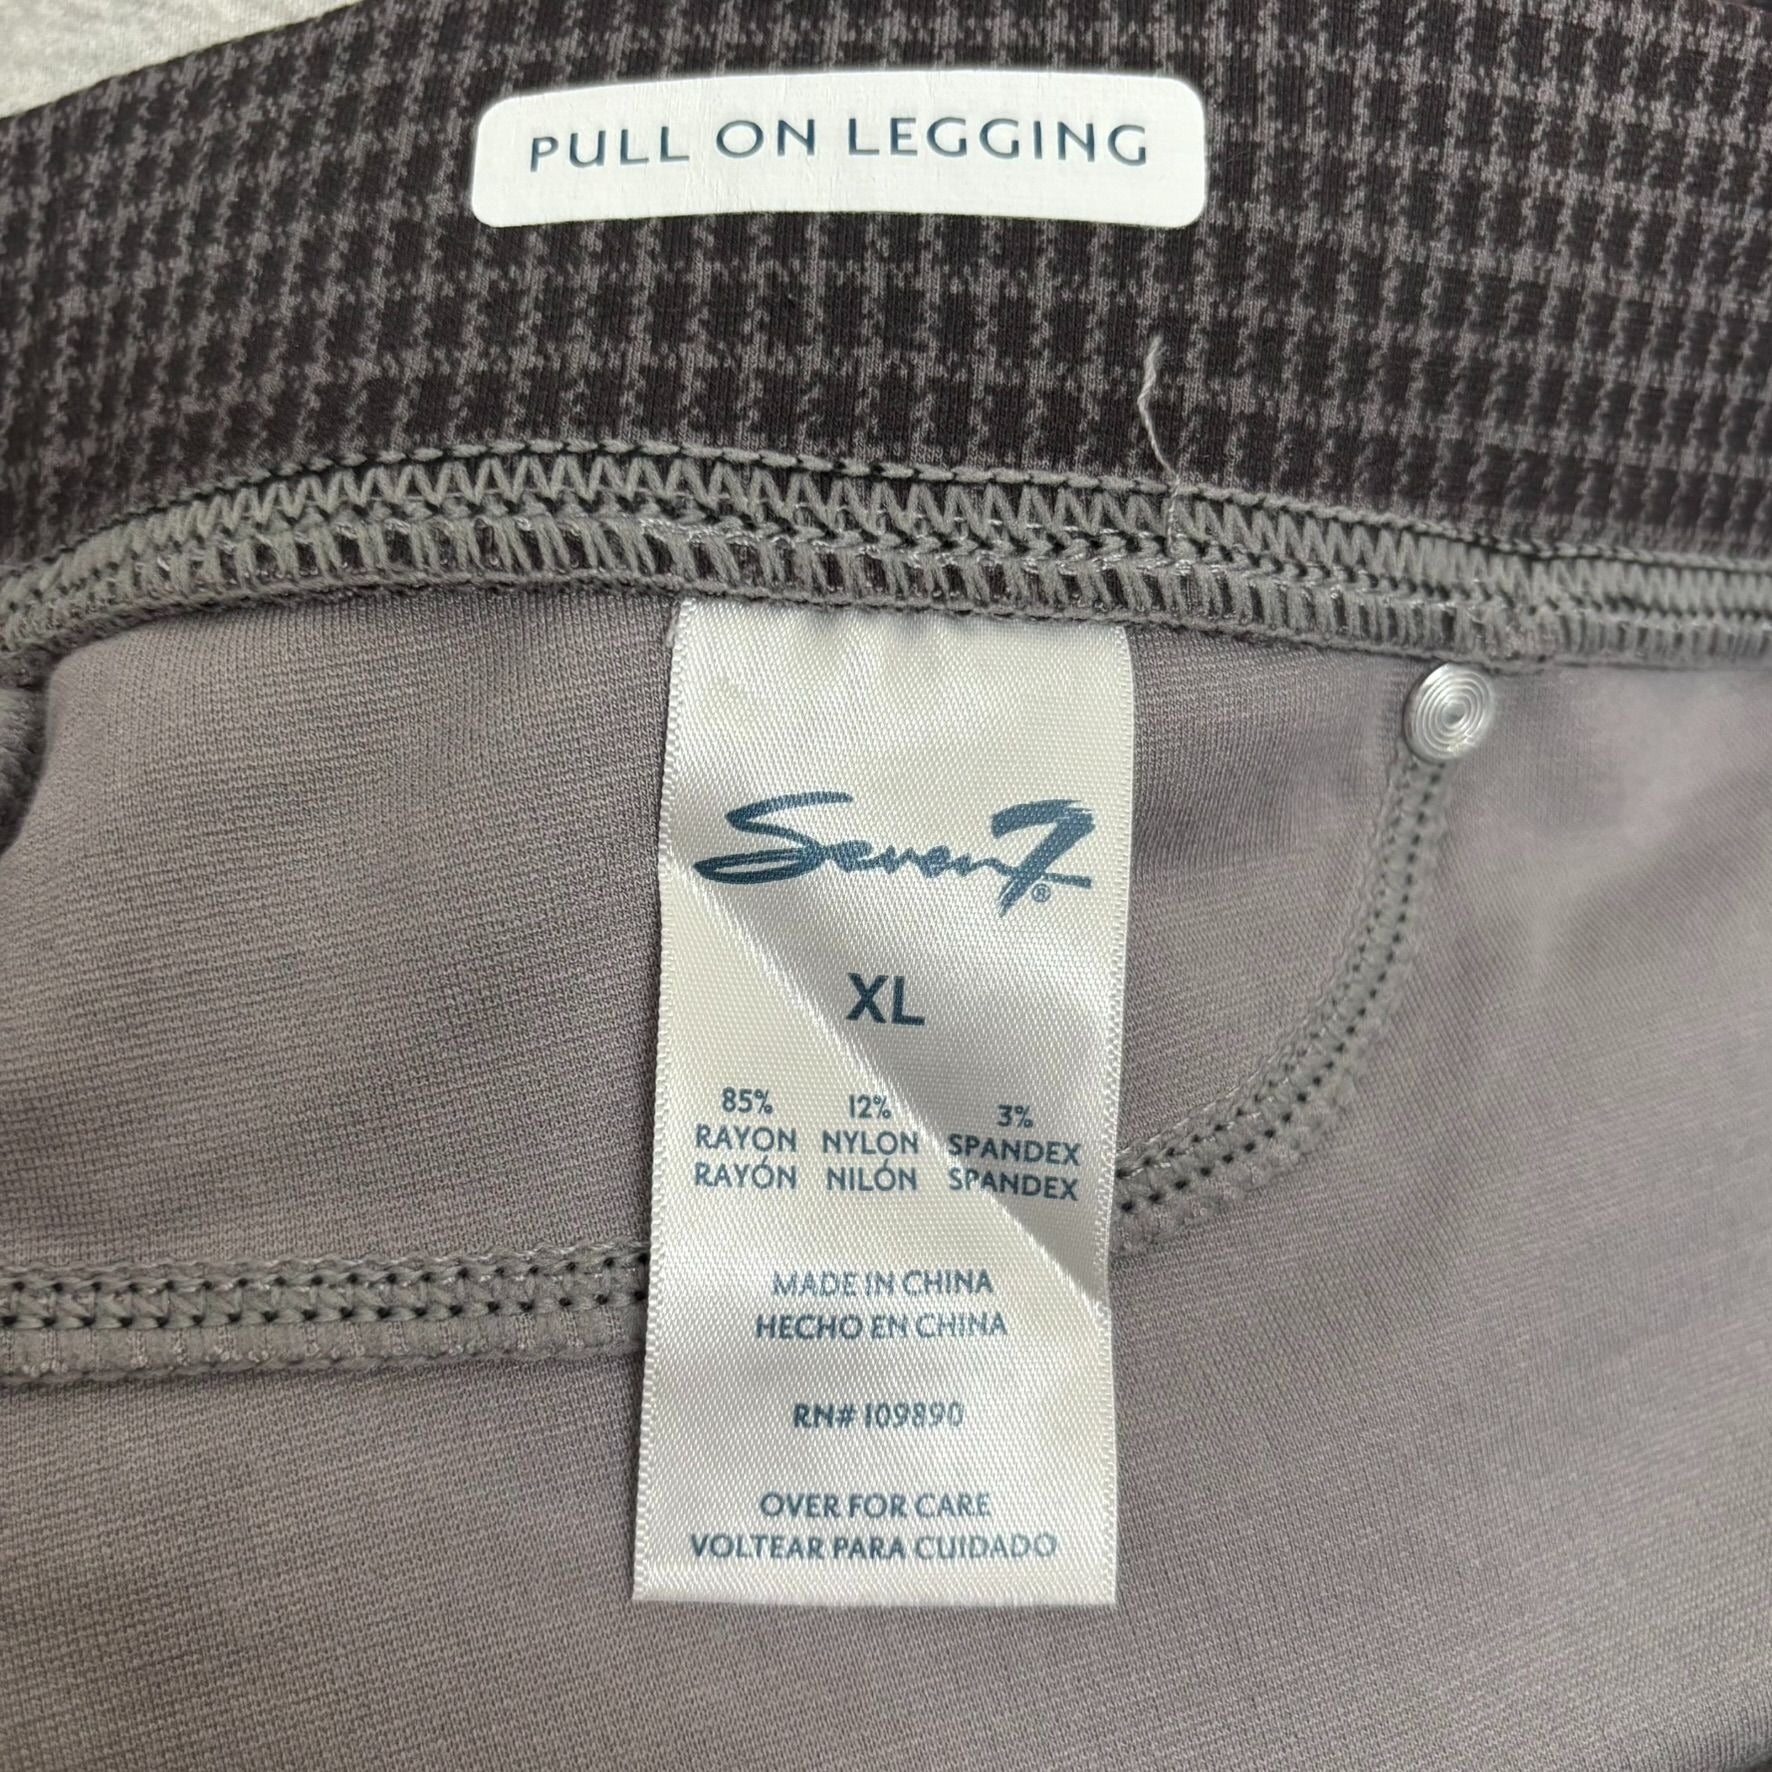 PULL ON LEGGING
Seven7®
XL
85% 12% 3%
RAYON NYLON SPANDEX
RAYÓN NILÓN SPANDEX
MADE IN CHINA
HECHO EN CHINA
RN# 109890
OVER FOR CARE
VOLTEAR PARA CUIDADO